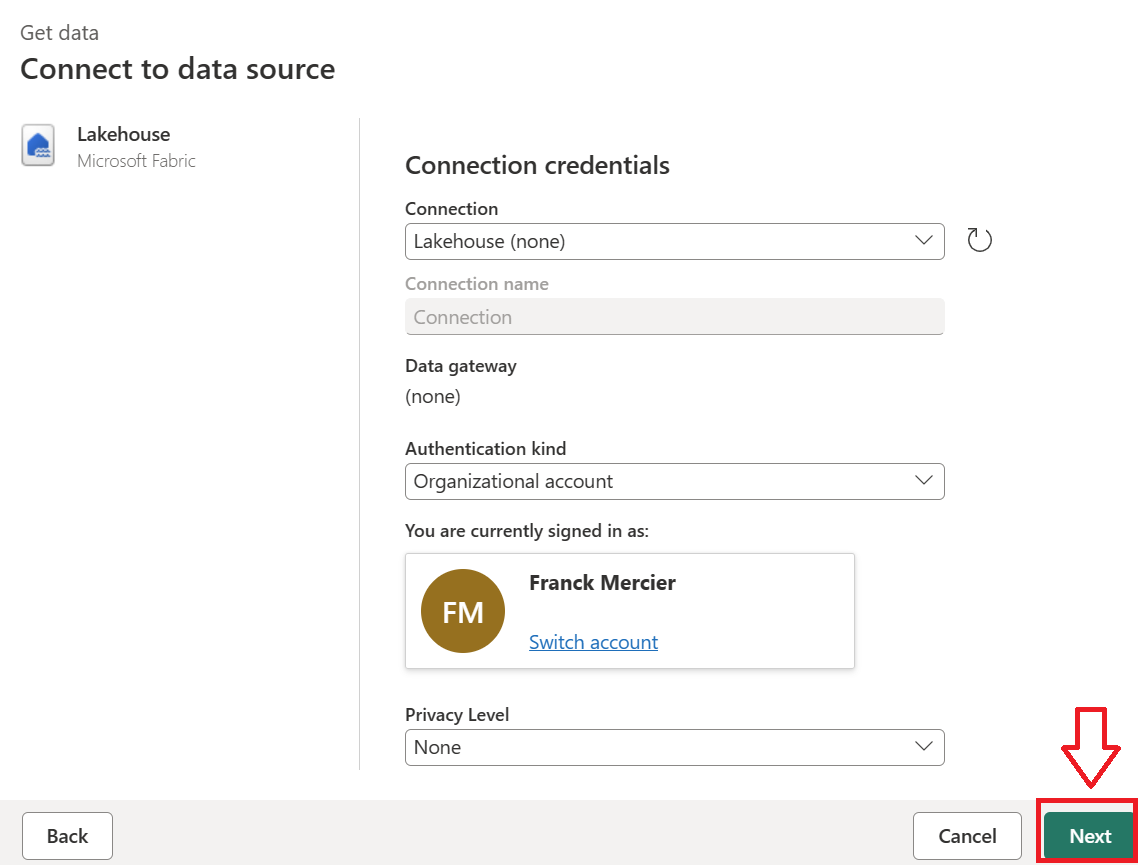 Get data
Connect to data source
Lakehouse
Microsoft Fabric
Connection credentials
Connection
Lakehouse (none)
Connection name
Connection
Data gateway
(none)
Authentication kind
Organizational account
You are currently signed in as:
FM
Franck Mercier
Switch account
Privacy Level
None
Back
Cancel
Next